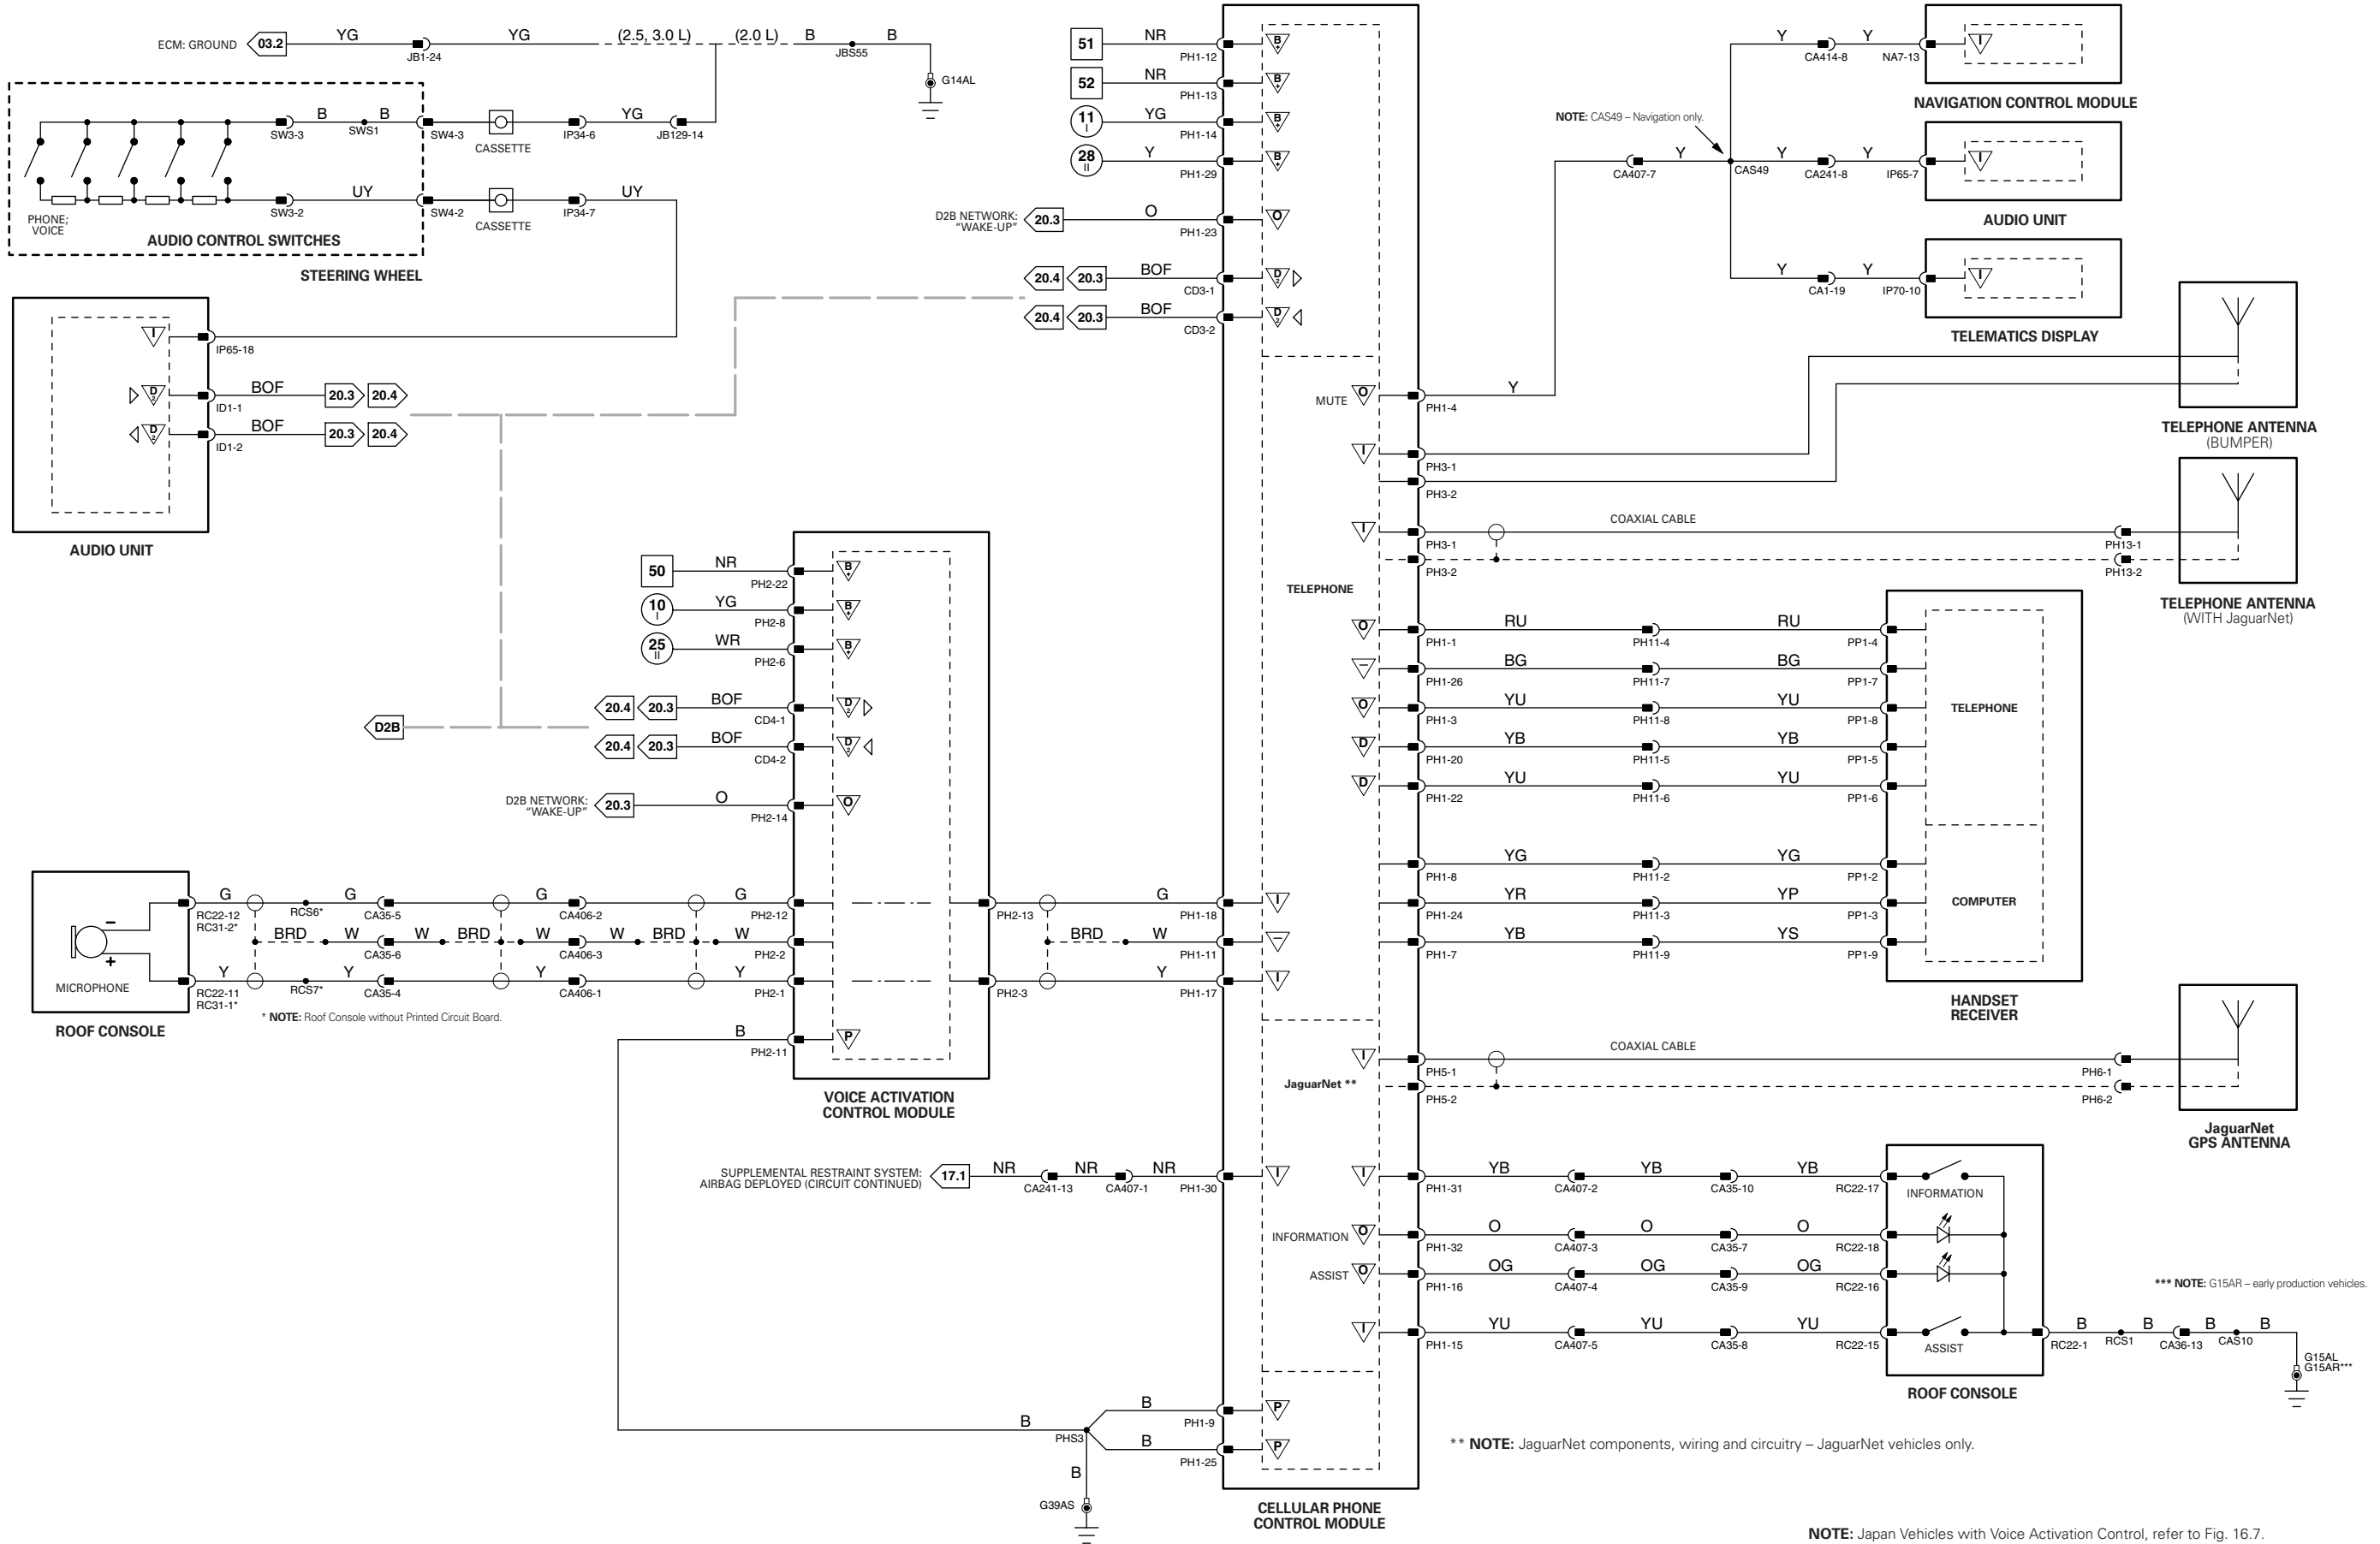 ECM: GROUND
03.2
YG
JB1-24
YG
(2.5, 3.0 L)
(2.0 L)
B
JBS55
B
G14AL
SW3-3
B
SWS1
B
SW4-3
CASSETTE
IP34-6
YG
JB129-14
SW3-2
UY
SW4-2
CASSETTE
IP34-7
UY
PHONE;
VOICE
AUDIO CONTROL SWITCHES
STEERING WHEEL
I
IP65-18
D
2
ID1-1
BOF
20.3
20.4
D
2
ID1-2
BOF
20.3
20.4
AUDIO UNIT
D2B
50
NR
PH2-22
B
+
10
I
YG
PH2-8
B
+
25
II
WR
PH2-6
B
+
20.4
20.3
BOF
CD4-1
D
2
20.4
20.3
BOF
CD4-2
D
2
D2B NETWORK:
"WAKE-UP"
20.3
O
PH2-14
O
MICROPHONE
–
+
ROOF CONSOLE
RC22-12
RC31-2*
G
RCS6*
G
CA35-5
G
CA406-2
G
PH2-12
BRD
W
CA35-6
W
BRD
W
CA406-3
W
BRD
W
PH2-2
RC22-11
RC31-1*
Y
RCS7*
Y
CA35-4
Y
CA406-1
Y
PH2-1
* NOTE: Roof Console without Printed Circuit Board.
B
PH2-11
P
VOICE ACTIVATION
CONTROL MODULE
PH2-13
G
PH1-18
I
BRD
W
PH1-11
–
PH2-3
Y
PH1-17
I
SUPPLEMENTAL RESTRAINT SYSTEM:
AIRBAG DEPLOYED (CIRCUIT CONTINUED)
17.1
NR
CA241-13
NR
CA407-1
NR
PH1-30
I
B
PHS3
B
PH1-9
P
B
PH1-25
P
B
G39AS
51
NR
PH1-12
B
+
52
NR
PH1-13
B
+
11
I
YG
PH1-14
B
+
28
II
Y
PH1-29
B
+
D2B NETWORK:
"WAKE-UP"
20.3
O
PH1-23
O
20.4
20.3
BOF
CD3-1
D
2
20.4
20.3
BOF
CD3-2
D
2
MUTE
O
PH1-4
Y
CA407-7
Y
NOTE: CAS49 – Navigation only.
CAS49
Y
CA414-8
Y
NA7-13
I
NAVIGATION CONTROL MODULE
Y
CA241-8
Y
IP65-7
I
AUDIO UNIT
Y
CA1-19
Y
IP70-10
I
TELEMATICS DISPLAY
I
PH3-1
PH3-2
TELEPHONE ANTENNA
(BUMPER)
I
PH3-1
COAXIAL CABLE
PH13-1
PH3-2
PH13-2
TELEPHONE ANTENNA
(WITH JaguarNet)
TELEPHONE
O
PH1-1
RU
PH11-4
RU
PP1-4
–
PH1-26
BG
PH11-7
BG
PP1-7
O
PH1-3
YU
PH11-8
YU
PP1-8
TELEPHONE
D
PH1-20
YB
PH11-5
YB
PP1-5
D
PH1-22
YU
PH11-6
YU
PP1-6
PH1-8
YG
PH11-2
YG
PP1-2
PH1-24
YR
PH11-3
YP
PP1-3
COMPUTER
PH1-7
YB
PH11-9
YS
PP1-9
HANDSET
RECEIVER
JaguarNet **
I
PH5-1
COAXIAL CABLE
PH6-1
PH5-2
PH6-2
JaguarNet
GPS ANTENNA
I
PH1-31
YB
CA407-2
YB
CA35-10
YB
RC22-17
INFORMATION
INFORMATION
O
PH1-32
O
CA407-3
O
CA35-7
O
RC22-18
ASSIST
O
PH1-16
OG
CA407-4
OG
CA35-9
OG
RC22-16
I
PH1-15
YU
CA407-5
YU
CA35-8
YU
RC22-15
ASSIST
ROOF CONSOLE
RC22-1
B
RCS1
B
CA36-13
B
CAS10
B
G15AL
G15AR***
*** NOTE: G15AR – early production vehicles.
CELLULAR PHONE
CONTROL MODULE
** NOTE: JaguarNet components, wiring and circuitry – JaguarNet vehicles only.
NOTE: Japan Vehicles with Voice Activation Control, refer to Fig. 16.7.